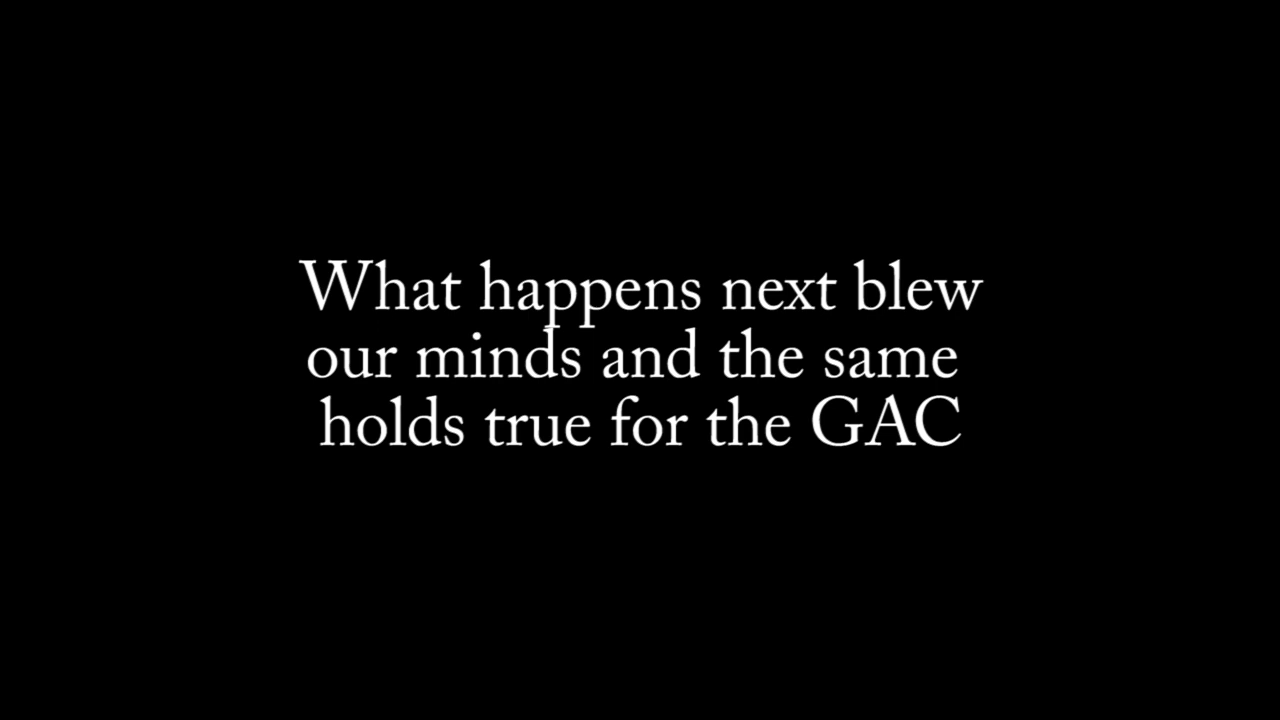 What happens next blew
our minds and the same
holds true for the GAC